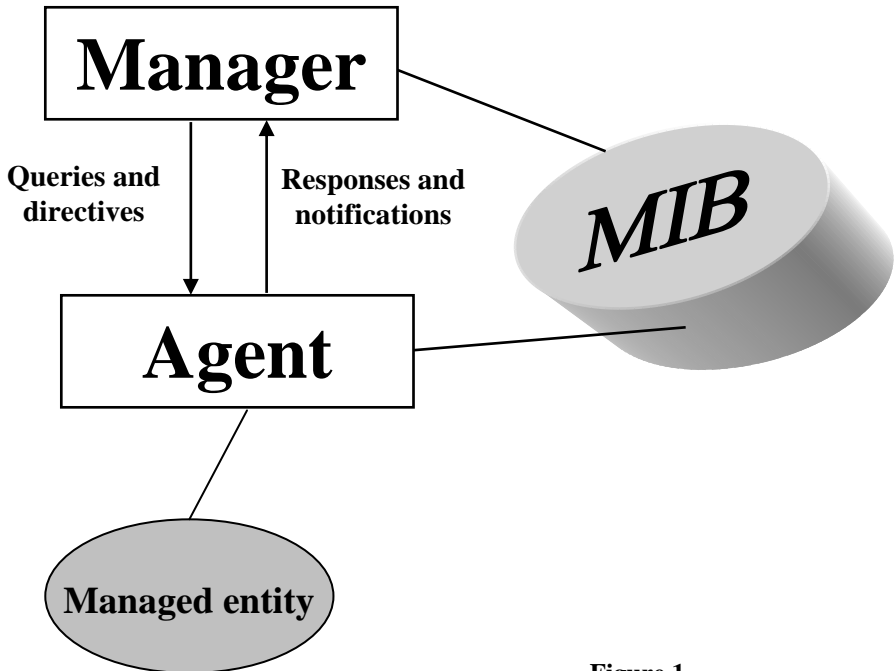 Manager
Queries and
directives
Responses and
notifications
MIB
Agent
Managed entity
Figure 1